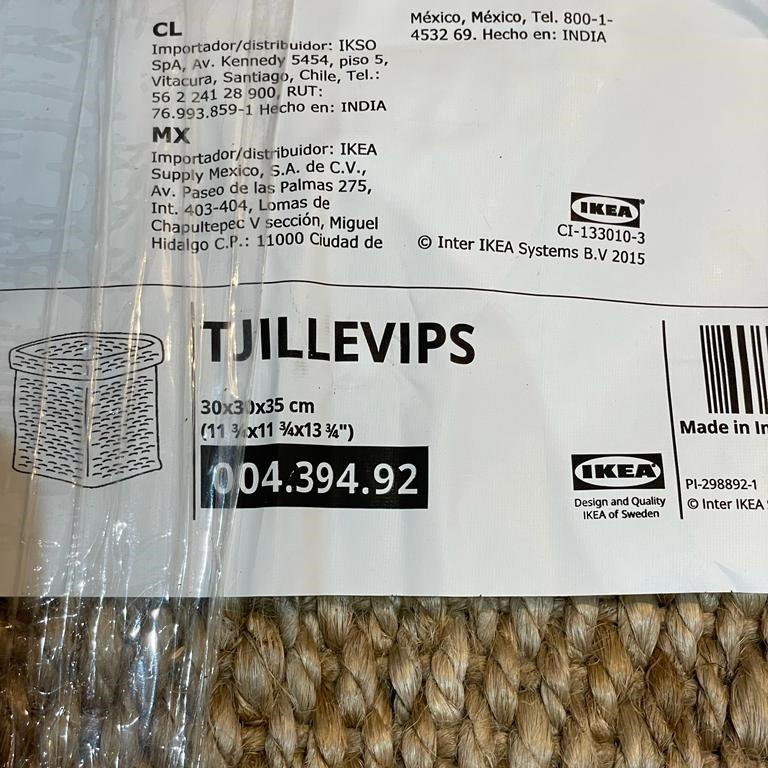 CL
Importador/distribuidor: IKSO
SpA, Av. Kennedy 5454, piso 5,
Vitacura, Santiago, Chile, Tel.:
56 2 241 28 900, RUT:
76.993.859-1 Hecho en: INDIA
MX
Importador/distribuidor: IKEA
Supply Mexico, S.A. de C.V.,
Av. Paseo de las Palmas 275,
Int. 403-404, Lomas de
Chapultepec V sección, Miguel
Hidalgo C.P.: 11000 Ciudad de
México, México, Tel. 800-1-
4532 69. Hecho en: INDIA
IKEA
CI-133010-3
© Inter IKEA Systems B.V 2015
TJILLEVIPS
30x30x35 cm
(11 ¾x11 ¾x13 ¾")
004.394.92
IKEA
Design and Quality
IKEA of Sweden
Made in In
PI-298892-1
© Inter IKEA